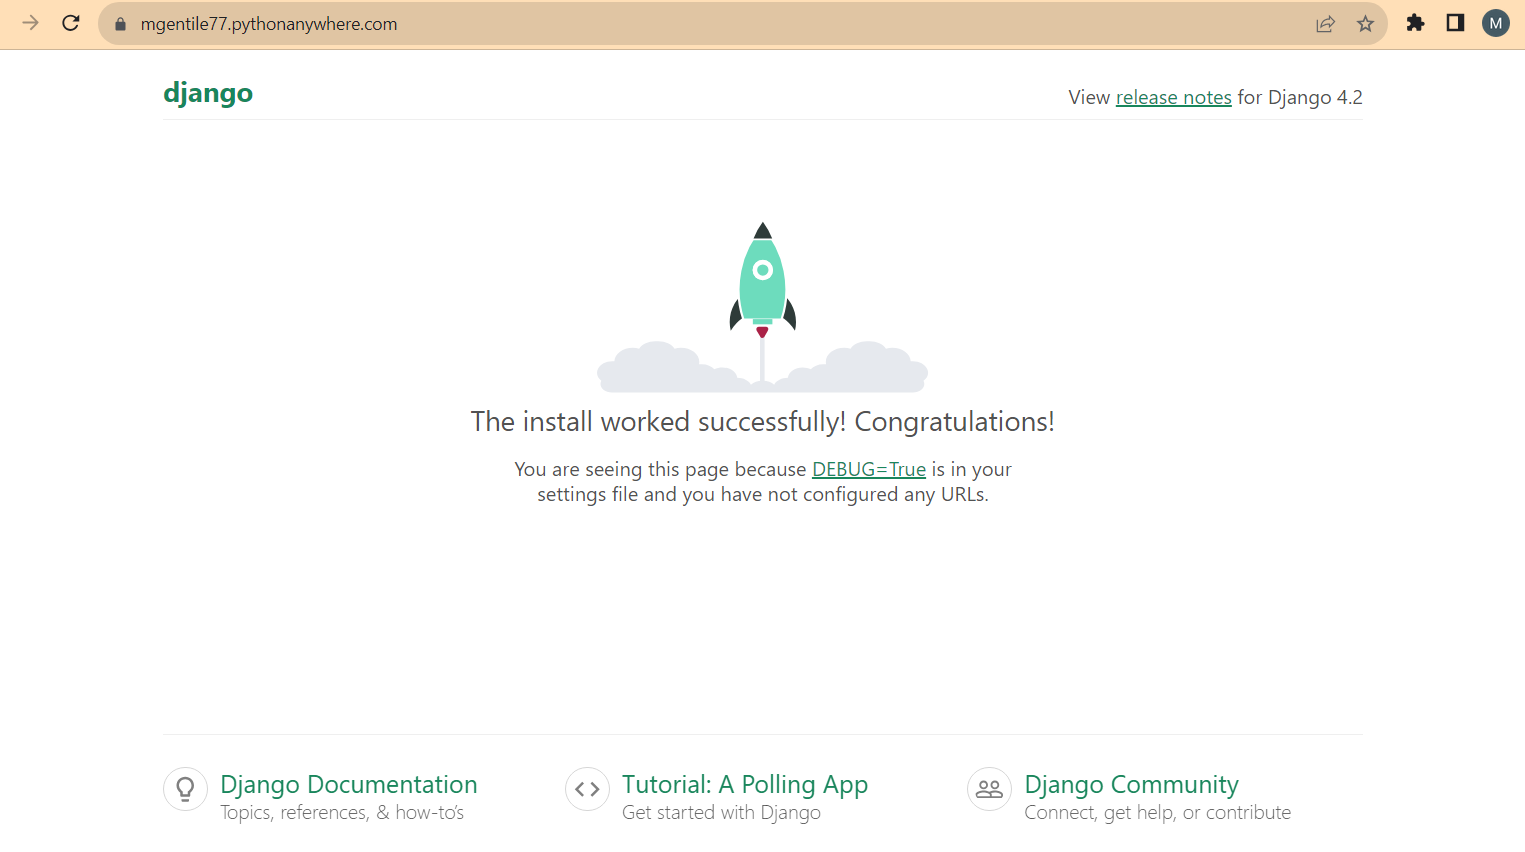 mgentile77.pythonanywhere.com
M
django
View release notes for Django 4.2
The install worked successfully! Congratulations!
You are seeing this page because DEBUG=True is in your
settings file and you have not configured any URLs.
Django Documentation
Topics, references, & how-to’s
Tutorial: A Polling App
Get started with Django
Django Community
Connect, get help, or contribute